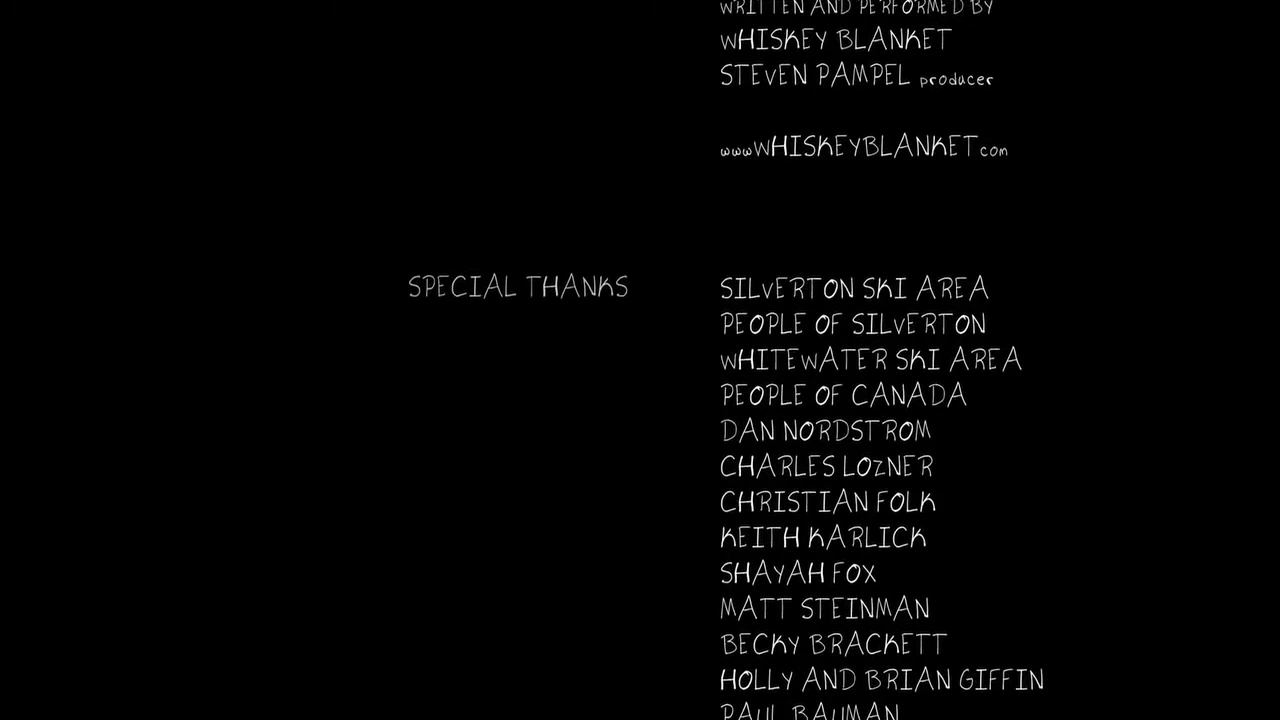 WRITTEN AND PERFORMED BY
WHISKEY BLANKET
STEVEN PAMPEL producer
wwwWHISKEYBLANKETcom
SPECIAL THANKS
SILVERTON SKI AREA
PEOPLE OF SILVERTON
WHITEWATER SKI AREA
PEOPLE OF CANADA
DAN NORDSTROM
CHARLES LOZNER
CHRISTIAN FOLK
KEITH KARLICK
SHAYAH FOX
MATT STEINMAN
BECKY BRACKETT
HOLLY AND BRIAN GIFFIN
PAUL BAUMAN